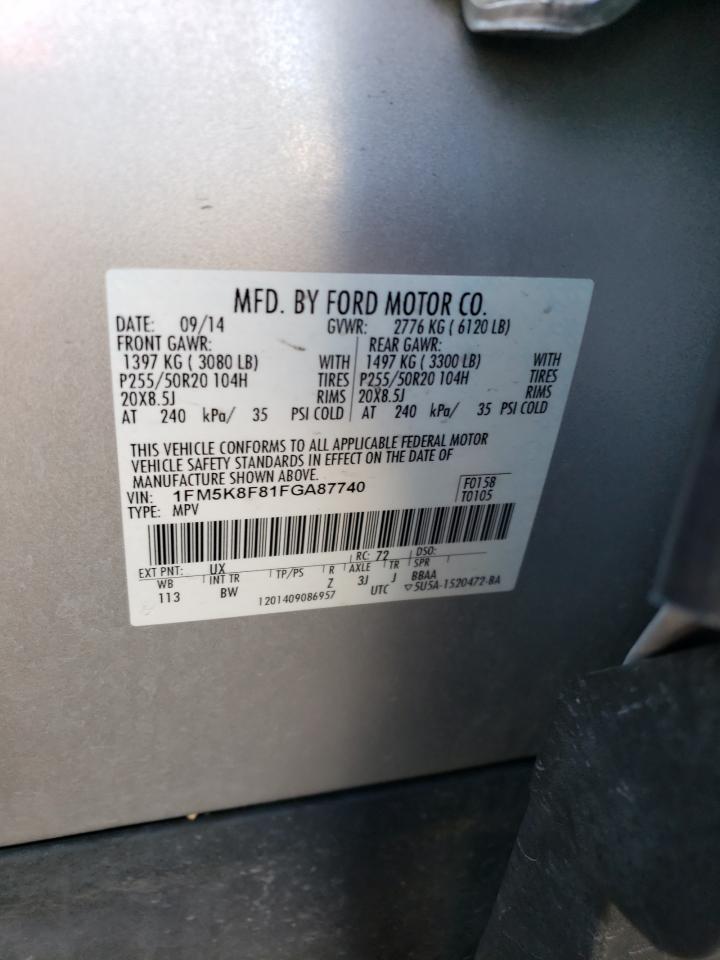 MFD. BY FORD MOTOR CO.
DATE: 09/14 GVWR: 2776 KG ( 6120 LB)
FRONT GAWR: REAR GAWR:
1397 KG ( 3080 LB) WITH 1497 KG ( 3300 LB) WITH
P255/50R20 104H TIRES P255/50R20 104H TIRES
20X8.5J RIMS 20X8.5J RIMS
AT 240 kPa/ 35 PSI COLD AT 240 kPa/ 35 PSI COLD
THIS VEHICLE CONFORMS TO ALL APPLICABLE FEDERAL MOTOR
VEHICLE SAFETY STANDARDS IN EFFECT ON THE DATE OF
MANUFACTURE SHOWN ABOVE.
VIN: 1FM5K8F81FGA87740 F0158
TYPE: MPV T0105
EXT PNT: UX RC: 72 DSO:
WB INT TR TP/PS R AXLE TR SPR
113 BW Z 3J J BBAA
1201409086957 UTC ▽5U5A-1520472-BA